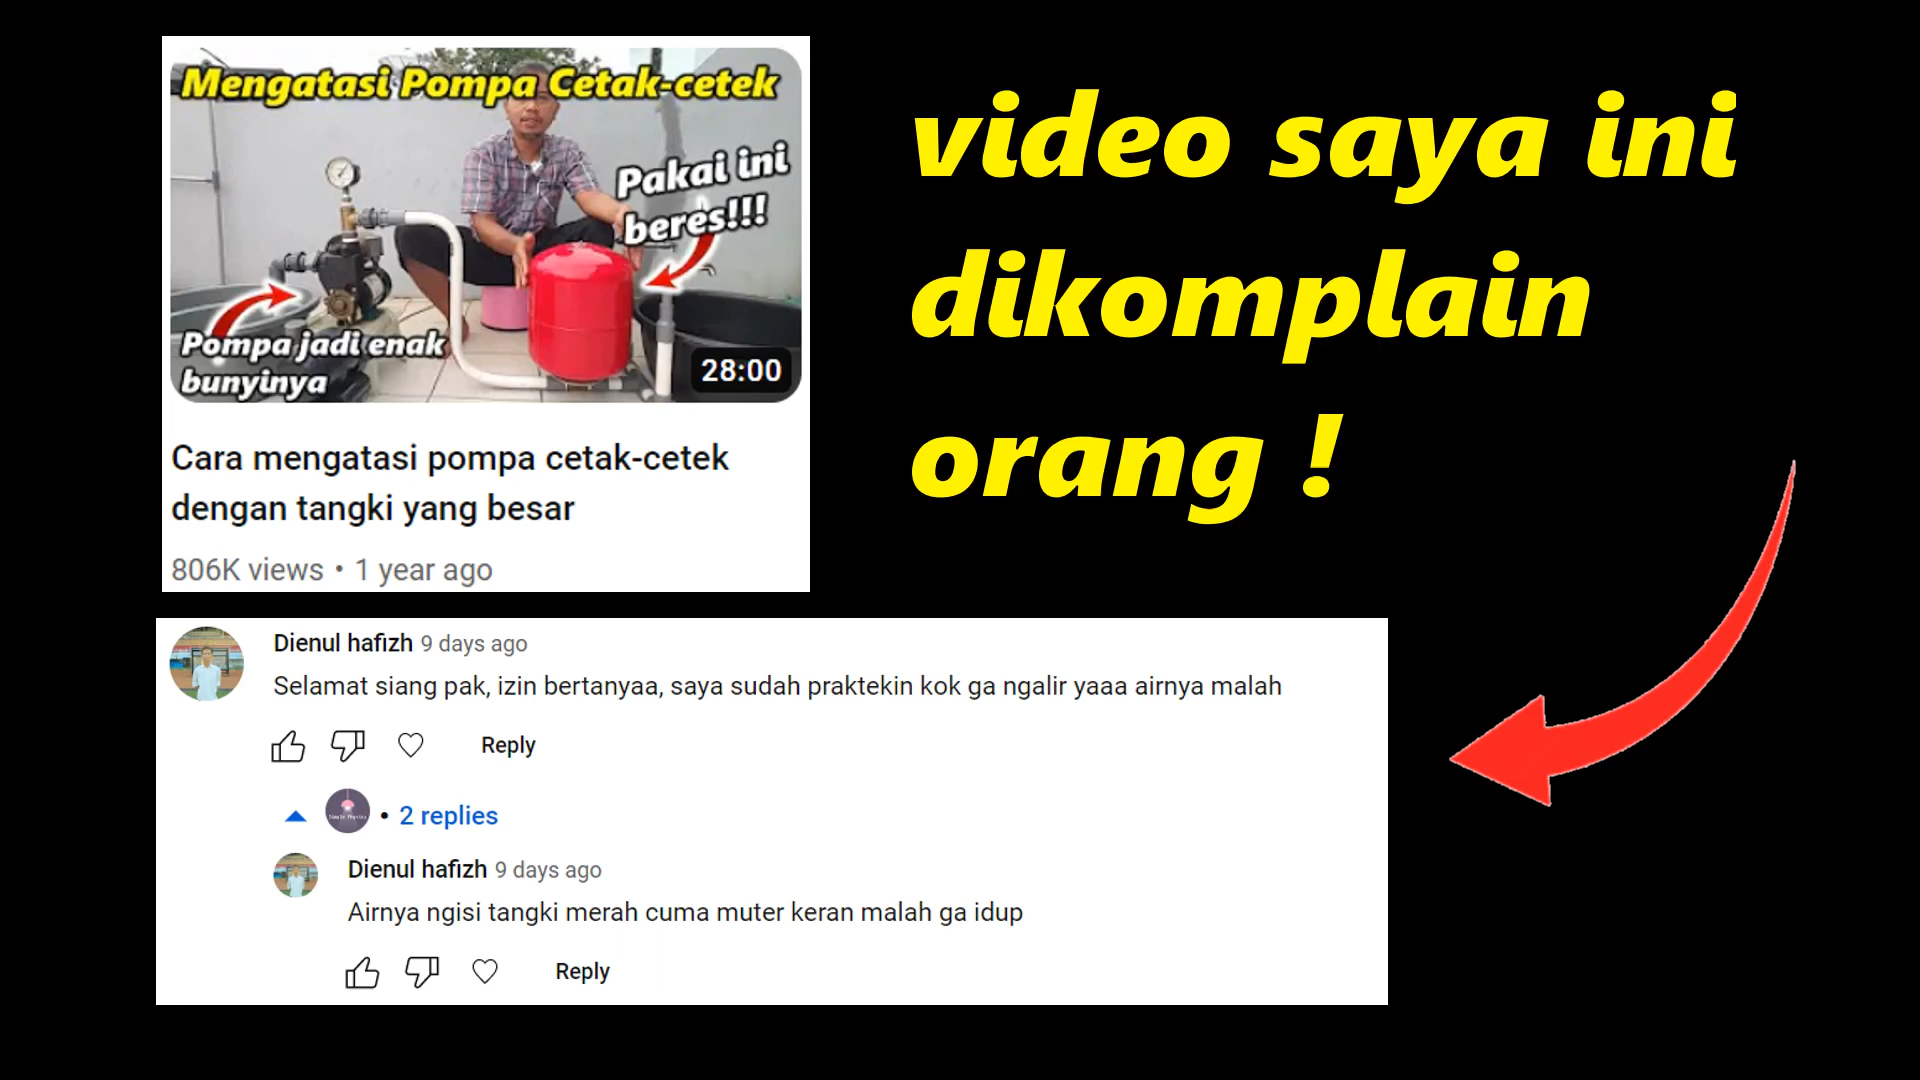 Mengatasi Pompa Cetak-cetek
Pakai ini
beres!!!
Pompa jadi enak
bunyinya
28:00
Cara mengatasi pompa cetak-cetek
dengan tangki yang besar
806K views • 1 year ago
video saya ini
dikomplain
orang !
Dienul hafizh 9 days ago
Selamat siang pak, izin bertanyaa, saya sudah praktekin kok ga ngalir yaaa airnya malah
Reply
• 2 replies
Dienul hafizh 9 days ago
Airnya ngisi tangki merah cuma muter keran malah ga idup
Reply